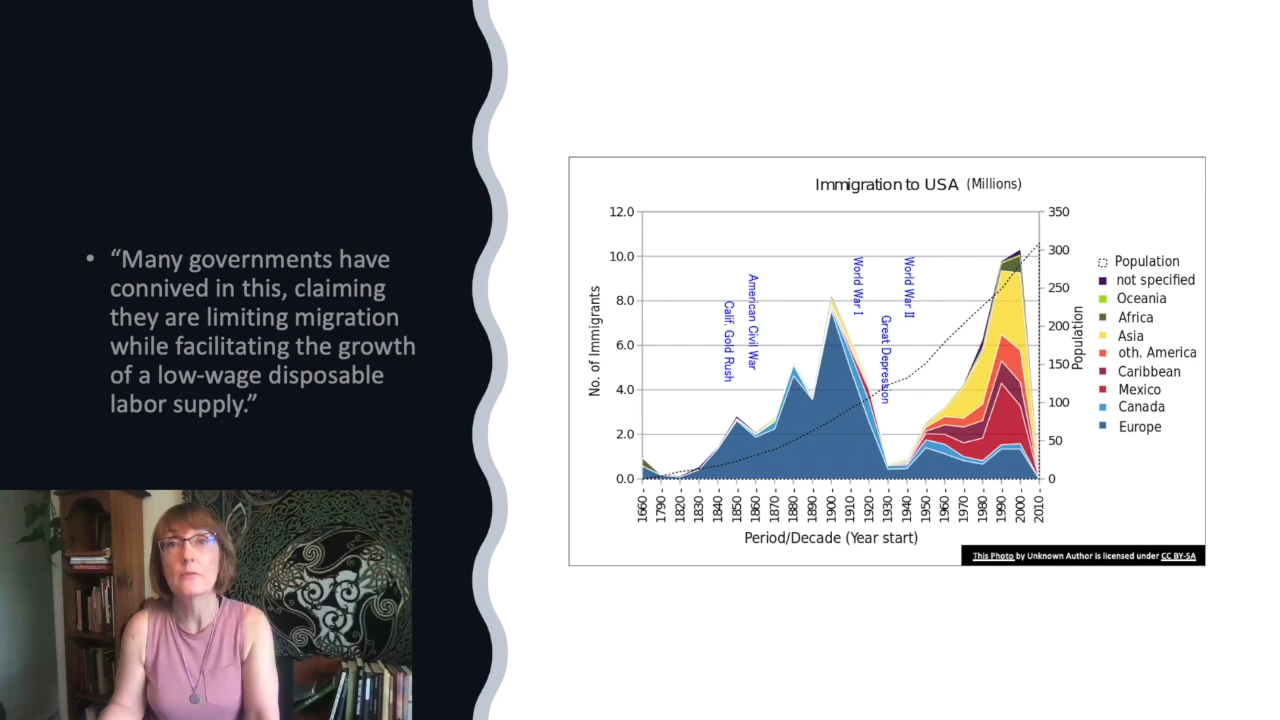 • “Many governments have
connived in this, claiming
they are limiting migration
while facilitating the growth
of a low-wage disposable
labor supply.”
Immigration to USA (Millions)
No. of Immigrants
12.0
10.0
8.0
6.0
4.0
2.0
0.0
Calif. Gold Rush
American Civil War
World War I
Great Depression
World War II
350
300
250
200
150
100
50
0
Population
1660 1790 1820 1830 1840 1850 1860 1870 1880 1890 1900 1910 1920 1930 1940 1950 1960 1970 1980 1990 2000 2010
Period/Decade (Year start)
Population
not specified
Oceania
Africa
Asia
oth. America
Caribbean
Mexico
Canada
Europe
This Photo by Unknown Author is licensed under CC BY-SA